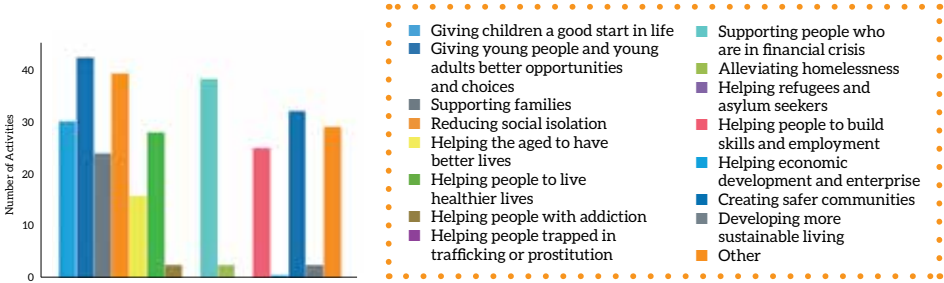 Number of Activities
40
30
20
10
0
Giving children a good start in life
Giving young people and young
adults better opportunities
and choices
Supporting families
Reducing social isolation
Helping the aged to have
better lives
Helping people to live
healthier lives
Helping people with addiction
Helping people trapped in
trafficking or prostitution
Supporting people who
are in financial crisis
Alleviating homelessness
Helping refugees and
asylum seekers
Helping people to build
skills and employment
Helping economic
development and enterprise
Creating safer communities
Developing more
sustainable living
Other